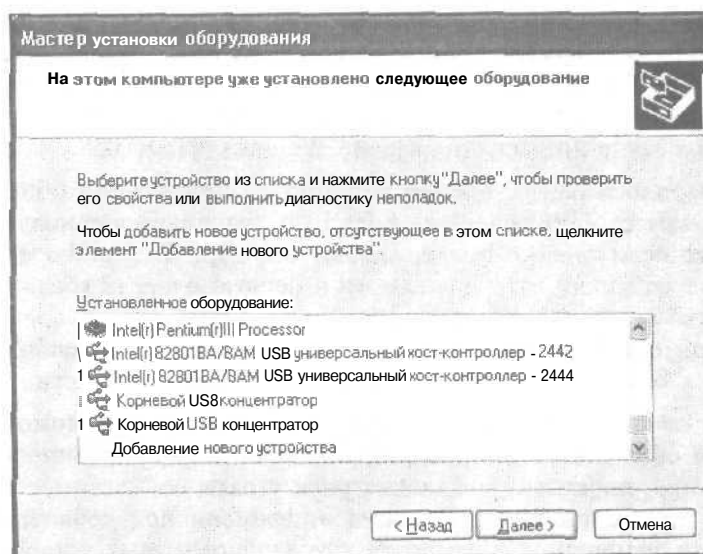 Мастер установки оборудования
На этом компьютере уже установлено следующее оборудование
Выберите устройство из списка и нажмите кнопку "Далее", чтобы проверить
его свойства или выполнить диагностику неполадок.
Чтобы добавить новое устройство, отсутствующее в этом списке, щелкните
элемент "Добавление нового устройства".
Установленное оборудование:
Intel(r) Pentium(r) III Processor
Intel(r) 82801BA/BAM USB универсальный хост-контроллер - 2442
Intel(r) 82801BA/BAM USB универсальный хост-контроллер - 2444
Корневой US8 концентратор
Корневой USB концентратор
Добавление нового устройства
< Назад Далее > Отмена